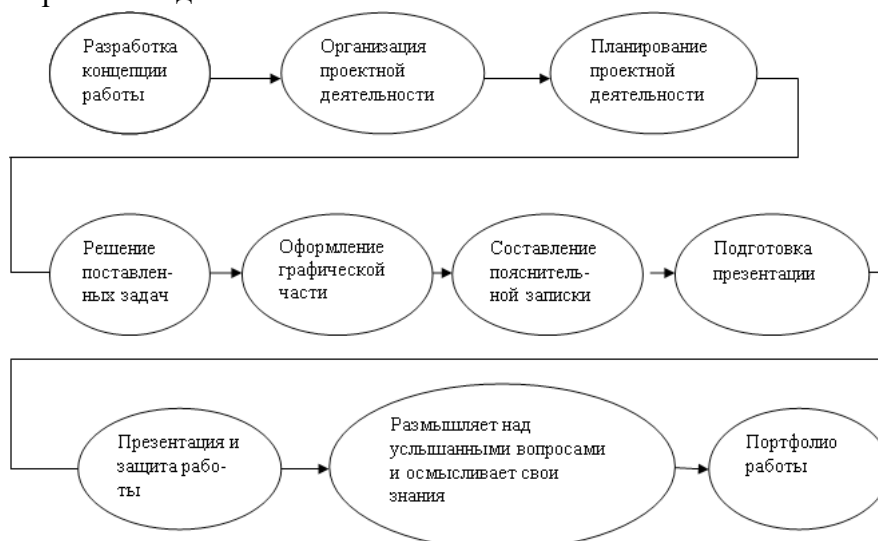 Разработка
концепции
работы
Организация
проектной
деятельности
Планирование
проектной
деятельности
Решение
поставлен-
ных задач
Оформление
графической
части
Составление
пояснитель-
ной записки
Подготовка
презентации
Презентация и
защита рабо-
ты
Размышляет над
услышанными вопросами
и осмысливает свои
знания
Портфолио
работы